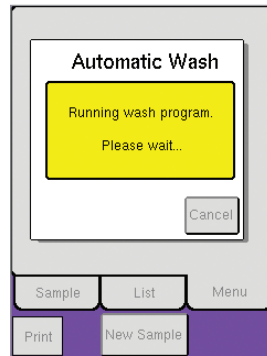 Automatic Wash
Running wash program.
Please wait...
Cancel
Sample List Menu
Print New Sample